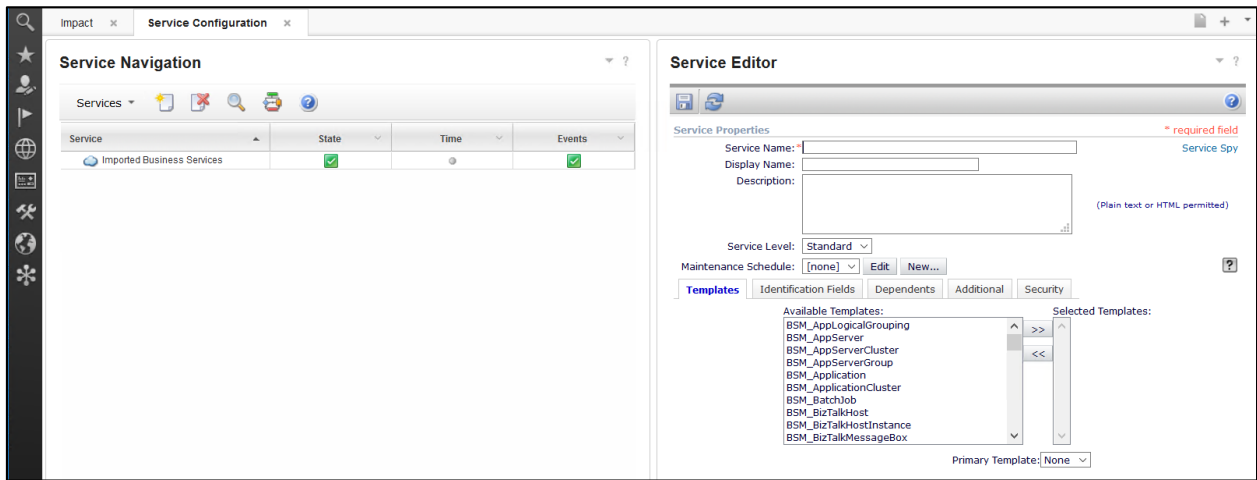 Impact
Service Configuration
Service Navigation
?
Services
?
Service
State
Time
Events
Imported Business Services
Service Editor
?
?
Service Properties
* required field
Service Name:*
Service Spy
Display Name:
Description:
(Plain text or HTML permitted)
Service Level:
Standard
Maintenance Schedule:
[none]
Edit
New...
?
Templates
Identification Fields
Dependents
Additional
Security
Available Templates:
Selected Templates:
BSM_AppLogicalGrouping
BSM_AppServer
BSM_AppServerCluster
BSM_AppServerGroup
BSM_Application
BSM_ApplicationCluster
BSM_BatchJob
BSM_BizTalkHost
BSM_BizTalkHostInstance
BSM_BizTalkMessageBox
>>
<<
Primary Template:
None